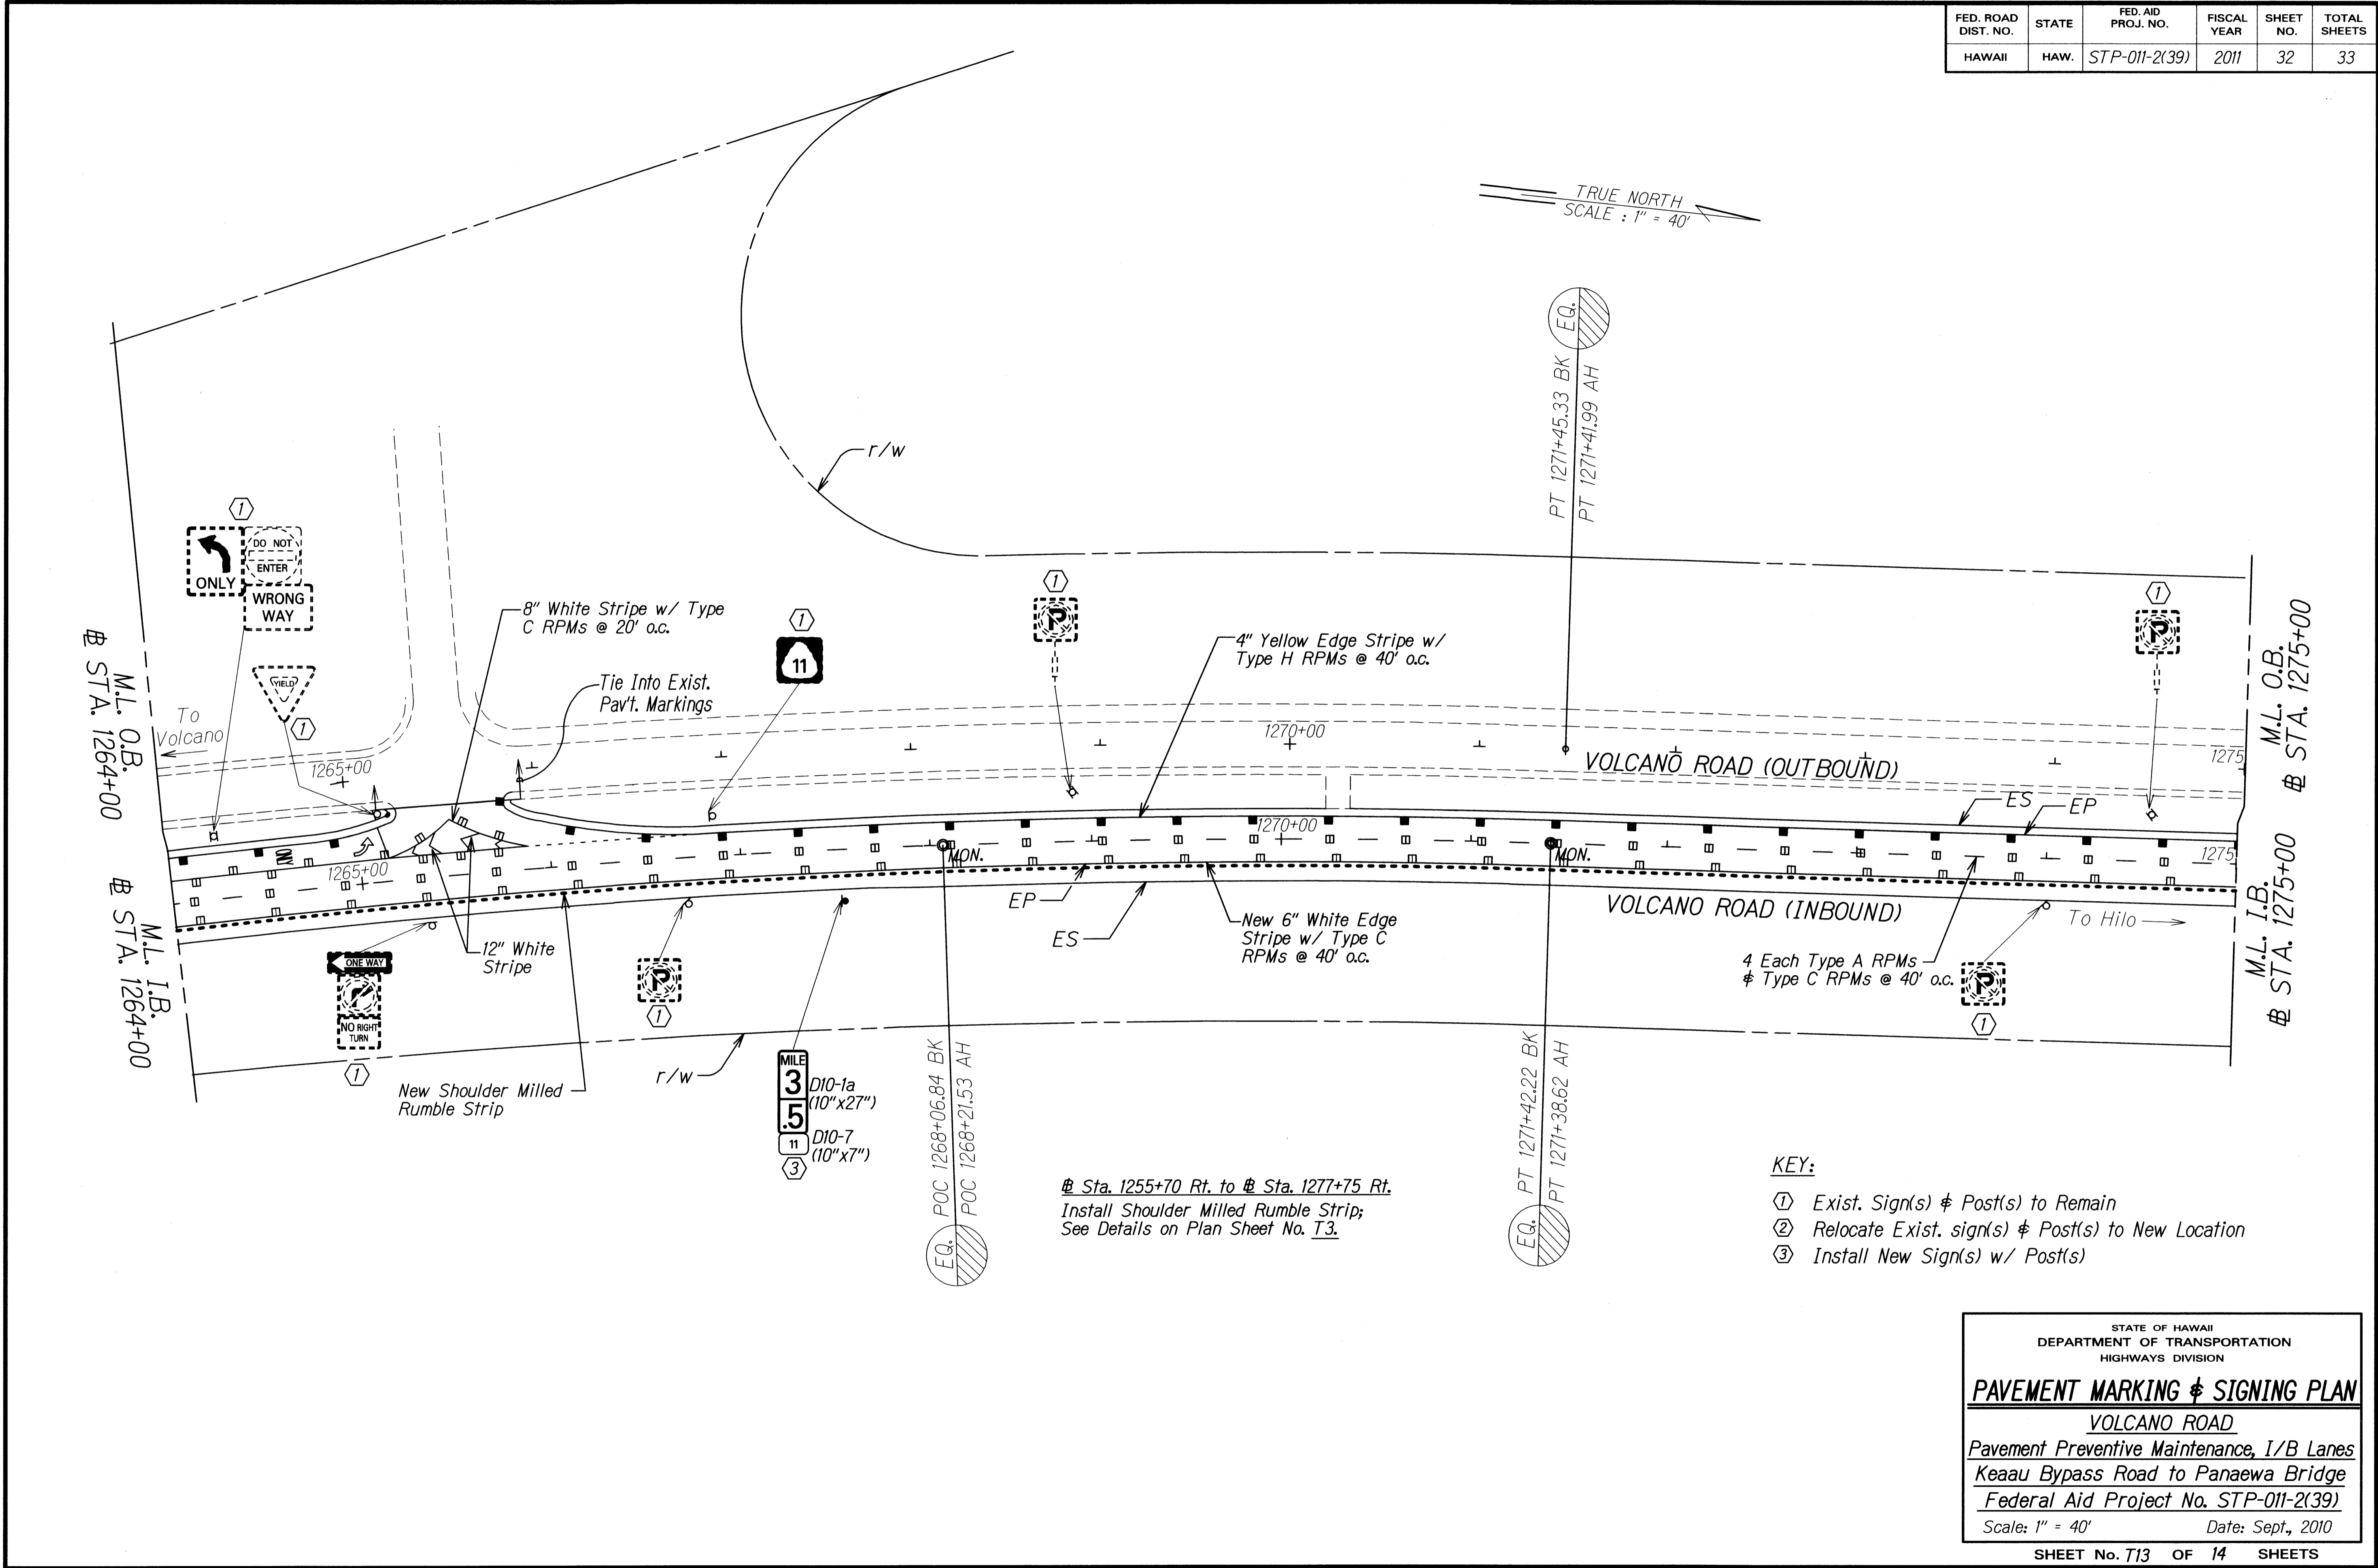 FED. ROAD DIST. NO. STATE FED. AID PROJ. NO. FISCAL YEAR SHEET NO. TOTAL SHEETS
HAWAII HAW. STP-011-2(39) 2011 32 33
TRUE NORTH
SCALE : 1" = 40'
EQ.
PT 1271+45.33 BK
PT 1271+41.99 AH
r/w
1
ONLY
DO NOT
ENTER
WRONG
WAY
YIELD
1
8" White Stripe w/ Type
C RPMs @ 20' o.c.
Tie Into Exist.
Pav't. Markings
1
11
1
P
4" Yellow Edge Stripe w/
Type H RPMs @ 40' o.c.
1
P
M.L. O.B.
℄ STA. 1264+00
To
Volcano
1265+00
1270+00
VOLCANO ROAD (OUTBOUND)
1275
M.L. O.B.
℄ STA. 1275+00
ES
EP
ONLY
1265+00
MON.
1270+00
MON.
1275
M.L. I.B.
℄ STA. 1264+00
EP
ES
VOLCANO ROAD (INBOUND)
To Hilo
M.L. I.B.
℄ STA. 1275+00
12" White
Stripe
New 6" White Edge
Stripe w/ Type C
RPMs @ 40' o.c.
4 Each Type A RPMs
& Type C RPMs @ 40' o.c.
ONE WAY
NO RIGHT
TURN
1
P
1
P
1
New Shoulder Milled
Rumble Strip
r/w
MILE
3
.5
11
D10-1a
(10"x27")
D10-7
(10"x7")
3
POC 1268+06.84 BK
POC 1268+21.53 AH
EQ.
PT 1271+42.22 BK
PT 1271+38.62 AH
EQ.
℄ Sta. 1255+70 Rt. to ℄ Sta. 1277+75 Rt.
Install Shoulder Milled Rumble Strip;
See Details on Plan Sheet No. T3.
KEY:
1 Exist. Sign(s) & Post(s) to Remain
2 Relocate Exist. sign(s) & Post(s) to New Location
3 Install New Sign(s) w/ Post(s)
STATE OF HAWAII
DEPARTMENT OF TRANSPORTATION
HIGHWAYS DIVISION
PAVEMENT MARKING & SIGNING PLAN
VOLCANO ROAD
Pavement Preventive Maintenance, I/B Lanes
Keaau Bypass Road to Panaewa Bridge
Federal Aid Project No. STP-011-2(39)
Scale: 1" = 40' Date: Sept., 2010
SHEET No. T13 OF 14 SHEETS